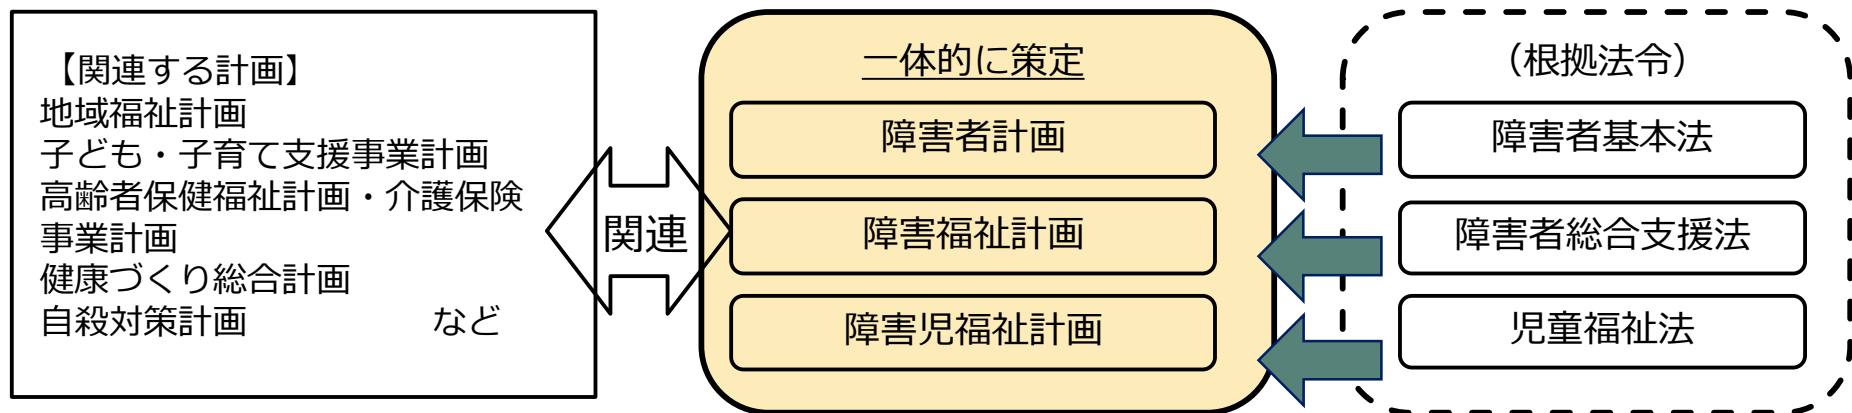 【関連する計画】
地域福祉計画
子ども・子育て支援事業計画
高齢者保健福祉計画・介護保険
事業計画
健康づくり総合計画
自殺対策計画 など
関連
一体的に策定
障害者計画
障害福祉計画
障害児福祉計画
（根拠法令）
障害者基本法
障害者総合支援法
児童福祉法